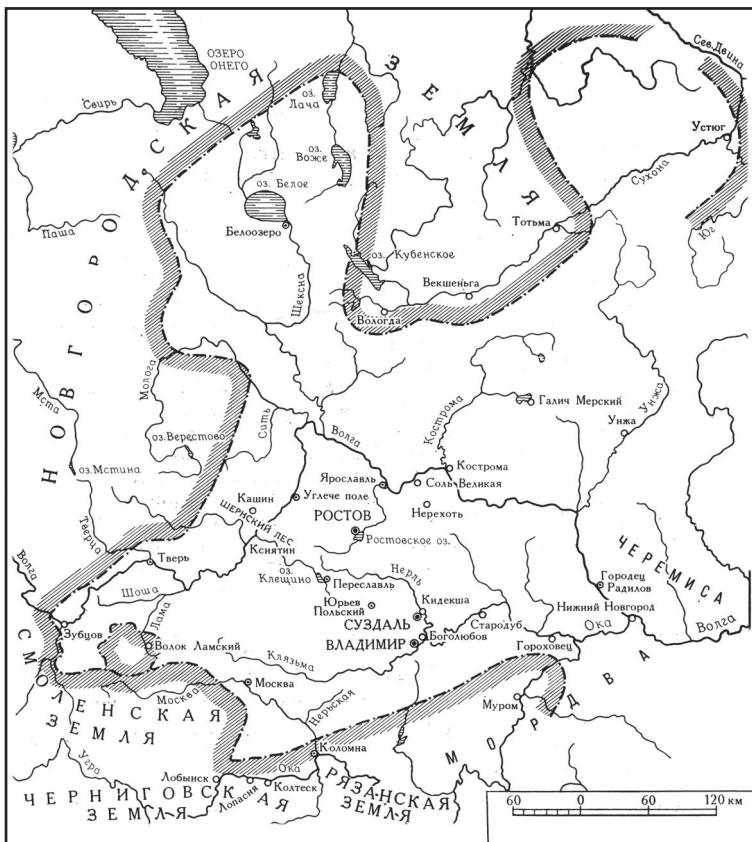 ОЗЕРО
ОНЕГО
Свирь
оз.
Лача
оз.
Воже
оз. Белое
Белоозеро
Паша
Шексна
НОВГОРОДСКАЯ
ЗЕМЛЯ
Сев. Двина
Устюг
Сухона
Юг
Тотьма
оз.
Кубенское
Векшеньга
Вологда
Молога
Мста
оз.Верестово
Сить
оз.Мстина
Волга
Кострома
Галич Мерский
Унжа
Унжа
Кострома
Ярославль
Соль Великая
Кашин
Углече поле
Нерехоть
РОСТОВ
Ростовское оз.
ШЕРНСКИЙ ЛЕС
Тверца
Кснятин
Тверь
оз.
Клещино
Переславль
Нерль
ЧЕРЕМИСА
Городец
Радилов
Волга
Шоша
Юрьев
Польский
Кидекша
СУЗДАЛЬ
Стародуб
Нижний Новгород
Ока
Волга
Зубцов
Лама
Волок Ламский
Боголюбов
ВЛАДИМИР
Гороховец
Клязьма
Москва
Москва
Нерская
Муром
МОРДВА
СМОЛЕНСКАЯ
ЗЕМЛЯ
Угра
Коломна
Ока
Лобынск
Лопасня
Колтеск
ЧЕРНИГОВСКАЯ
ЗЕМЛЯ
РЯЗАНСКАЯ
ЗЕМЛЯ
60 0 60 120 км